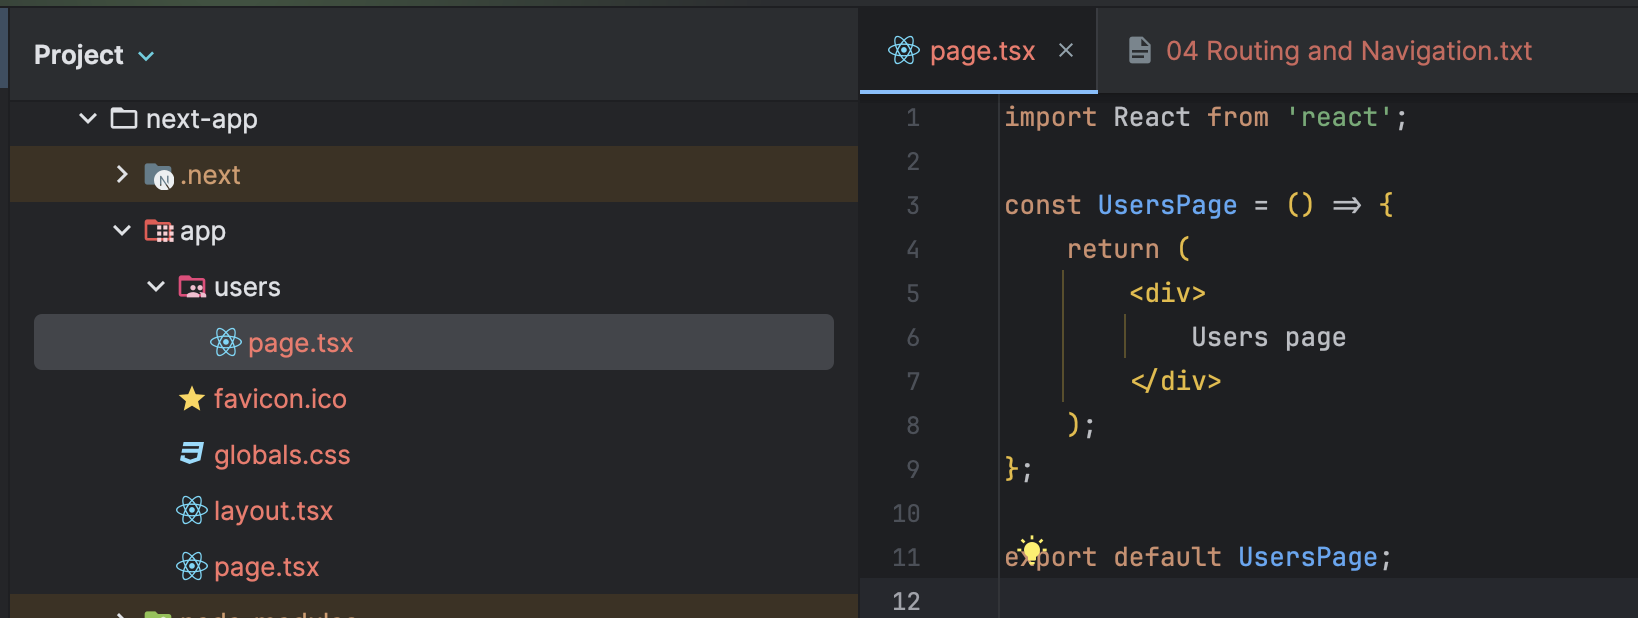 Project
page.tsx
04 Routing and Navigation.txt
next-app
.next
app
users
page.tsx
favicon.ico
globals.css
layout.tsx
page.tsx
1 import React from 'react';
2
3 const UsersPage = () => {
4 return (
5 <div>
6 Users page
7 </div>
8 );
9 };
10
11 export default UsersPage;
12